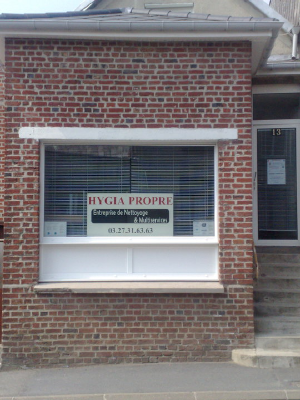 13
HYGIA PROPRE
Entreprise de Nettoyage
& Multiservices
03.27.31.63.63